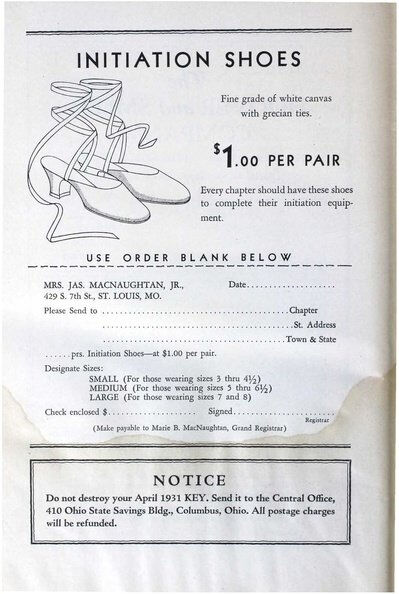 INITIATION SHOES
Fine grade of white canvas
with grecian ties.
$1.00 PER PAIR
Every chapter should have these shoes
to complete their initiation equip-
ment.
USE ORDER BLANK BELOW
MRS. JAS. MACNAUGHTAN, JR., Date......................
429 S. 7th St., ST. LOUIS, MO.
Please Send to ..............................................Chapter
..............................................St. Address
..............................................Town & State
......prs. Initiation Shoes—at $1.00 per pair.
Designate Sizes:
SMALL (For those wearing sizes 3 thru 4½)
MEDIUM (For those wearing sizes 5 thru 6½)
LARGE (For those wearing sizes 7 and 8)
Check enclosed $...................... Signed.........................
Registrar
(Make payable to Marie B. MacNaughtan, Grand Registrar)
NOTICE
Do not destroy your April 1931 KEY. Send it to the Central Office,
410 Ohio State Savings Bldg., Columbus, Ohio. All postage charges
will be refunded.